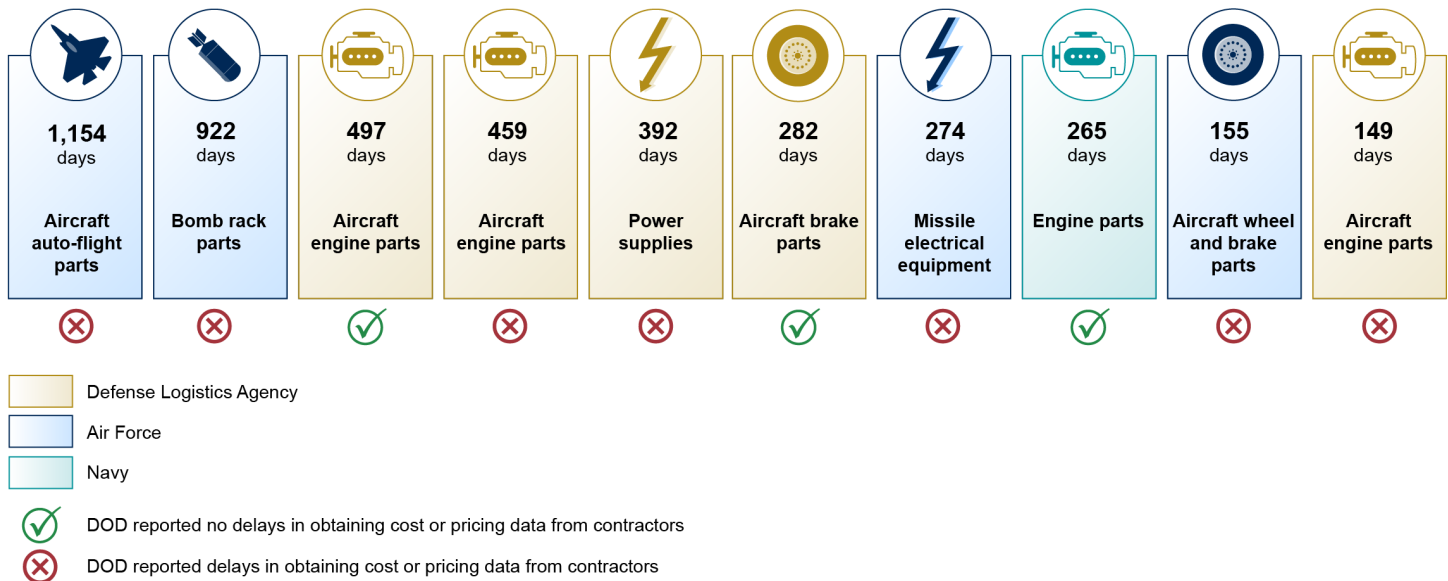 1,154
days
Aircraft
auto-flight
parts
922
days
Bomb rack
parts
497
days
Aircraft
engine parts
459
days
Aircraft
engine parts
392
days
Power
supplies
282
days
Aircraft brake
parts
274
days
Missile
electrical
equipment
265
days
Engine parts
155
days
Aircraft wheel
and brake
parts
149
days
Aircraft
engine parts
Defense Logistics Agency
Air Force
Navy
DOD reported no delays in obtaining cost or pricing data from contractors
DOD reported delays in obtaining cost or pricing data from contractors